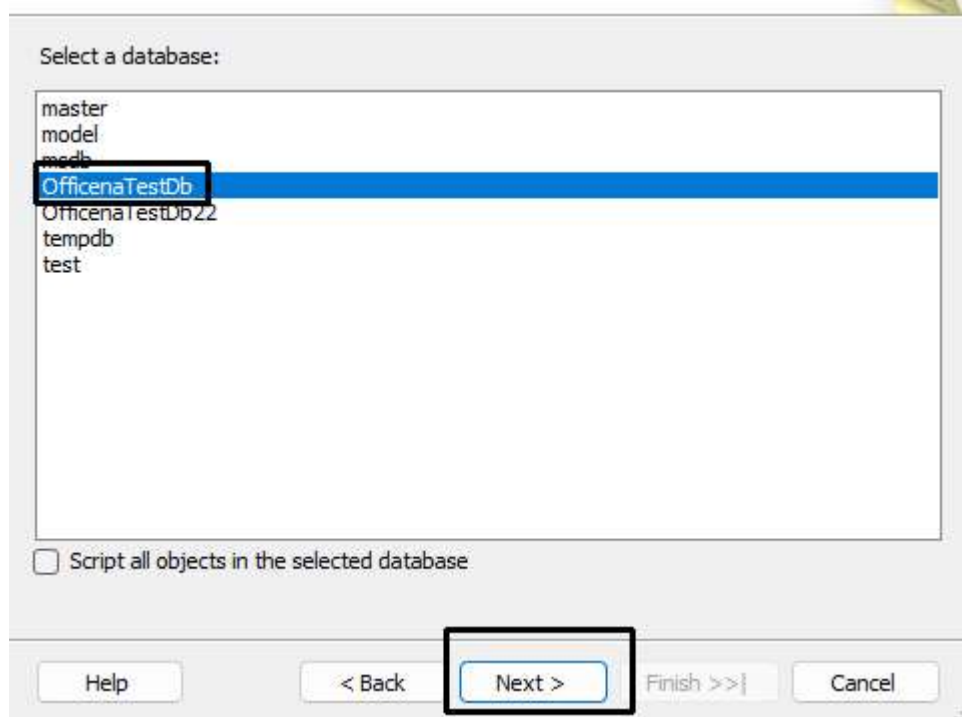 Select a database:
master
model
msdb
OfficenaTestDb
OfficenaTestDb22
tempdb
test
Script all objects in the selected database
Help
< Back
Next >
Finish >>|
Cancel